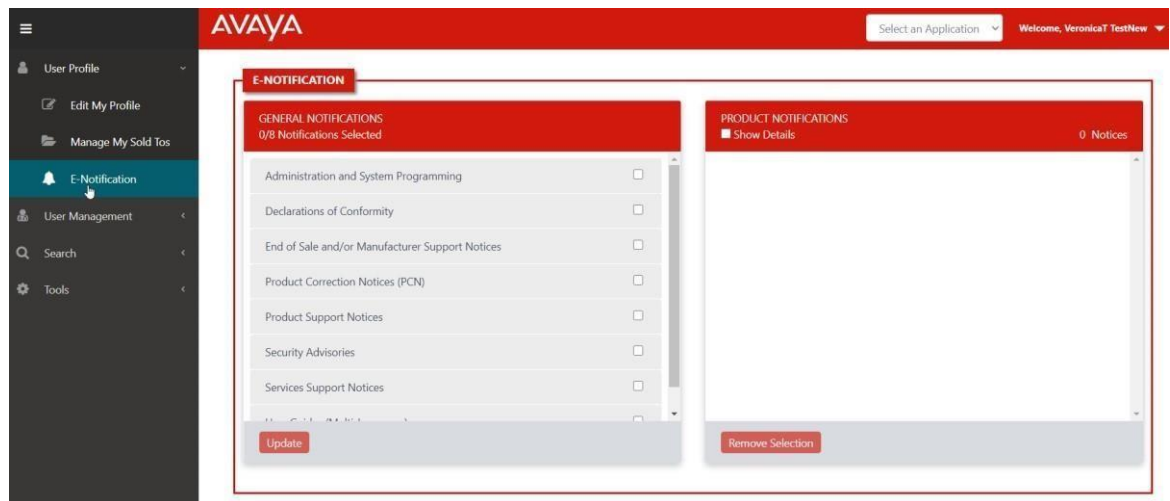 AVAYA
Select an Application
Welcome, VeronicaT TestNew
User Profile
Edit My Profile
Manage My Sold Tos
E-Notification
User Management
Search
Tools
E-NOTIFICATION
GENERAL NOTIFICATIONS
0/8 Notifications Selected
Administration and System Programming
Declarations of Conformity
End of Sale and/or Manufacturer Support Notices
Product Correction Notices (PCN)
Product Support Notices
Security Advisories
Services Support Notices
Update
PRODUCT NOTIFICATIONS
Show Details
0 Notices
Remove Selection